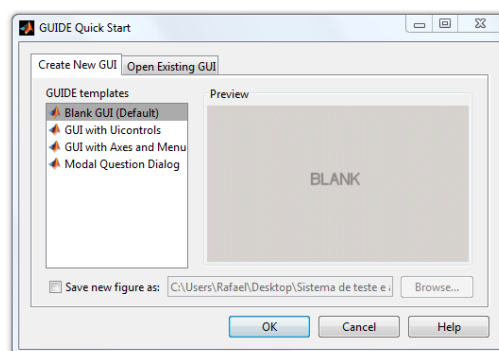 GUIDE Quick Start
Create New GUI
Open Existing GUI
GUIDE templates
Blank GUI (Default)
GUI with Uicontrols
GUI with Axes and Menu
Modal Question Dialog
Preview
BLANK
Save new figure as:
C:\Users\Rafael\Desktop\Sistema de teste e
Browse...
OK
Cancel
Help